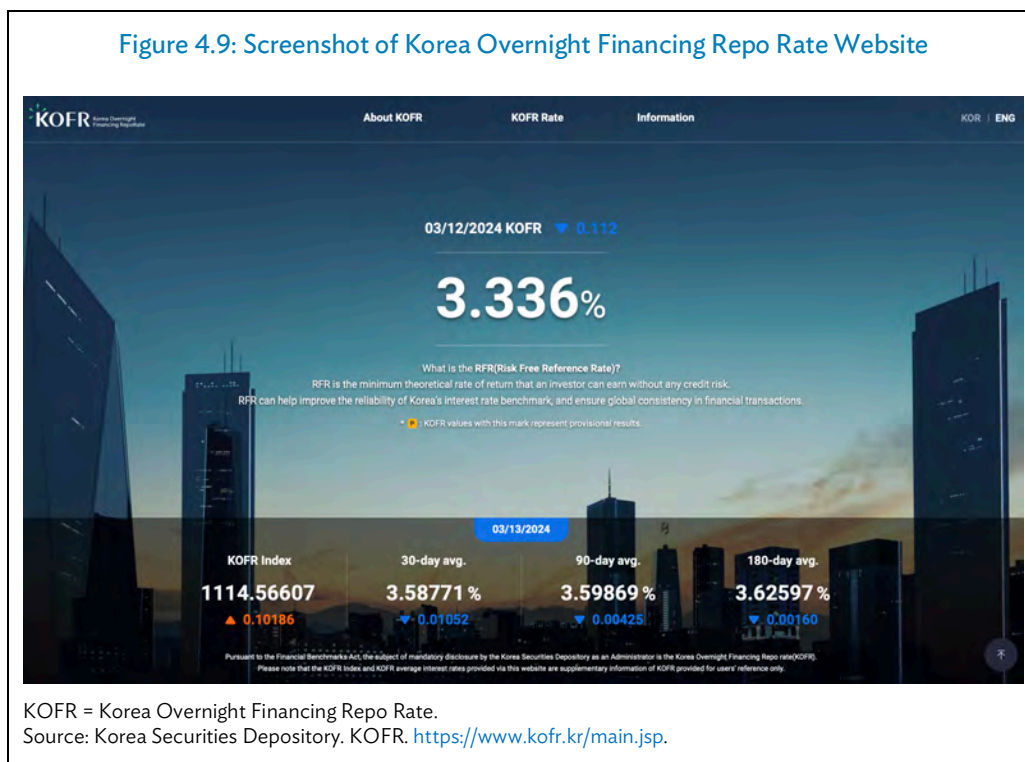 Figure 4.9: Screenshot of Korea Overnight Financing Repo Rate Website
KOFR Korea Overnight Financing RepoRate
About KOFR
KOFR Rate
Information
KOR | ENG
03/12/2024 KOFR ▼ 0.112
3.336%
What is the RFR(Risk Free Reference Rate)?
RFR is the minimum theoretical rate of return that an investor can earn without any credit risk.
RFR can help improve the reliability of Korea's interest rate benchmark, and ensure global consistency in financial transactions.
* P : KOFR values with this mark represent provisional results.
03/13/2024
KOFR Index
1114.56607
▲ 0.10186
30-day avg.
3.58771 %
▼ 0.01052
90-day avg.
3.59869 %
▼ 0.00425
180-day avg.
3.62597 %
▼ 0.00160
Pursuant to the Financial Benchmarks Act, the subject of mandatory disclosure by the Korea Securities Depository as an Administrator is the Korea Overnight Financing Repo rate(KOFR).
Please note that the KOFR Index and KOFR average interest rates provided via this website are supplementary information of KOFR provided for users' reference only.
KOFR = Korea Overnight Financing Repo Rate.
Source: Korea Securities Depository. KOFR. https://www.kofr.kr/main.jsp.